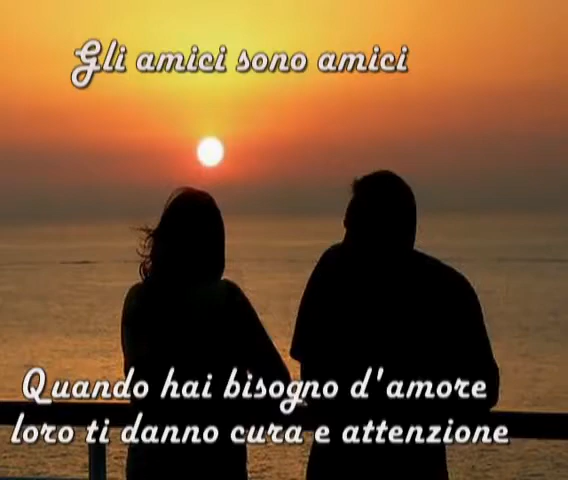 Gli amici sono amici
Quando hai bisogno d'amore
loro ti danno cura e attenzione